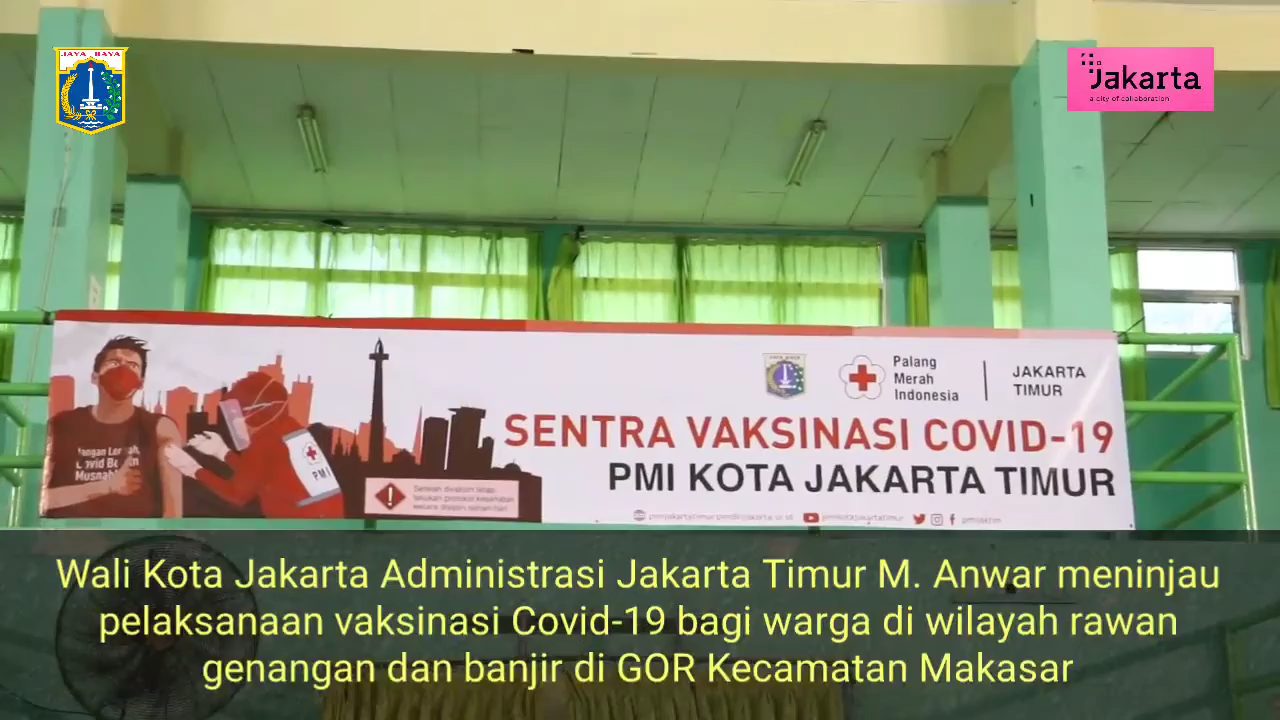 JAYA RAYA
Jakarta
a city of collaboration
JAYA RAYA
Palang
Merah
Indonesia
JAKARTA
TIMUR
SENTRA VAKSINASI COVID-19
PMI KOTA JAKARTA TIMUR
PMI
Wali Kota Jakarta Administrasi Jakarta Timur M. Anwar meninjau
pelaksanaan vaksinasi Covid-19 bagi warga di wilayah rawan
genangan dan banjir di GOR Kecamatan Makasar